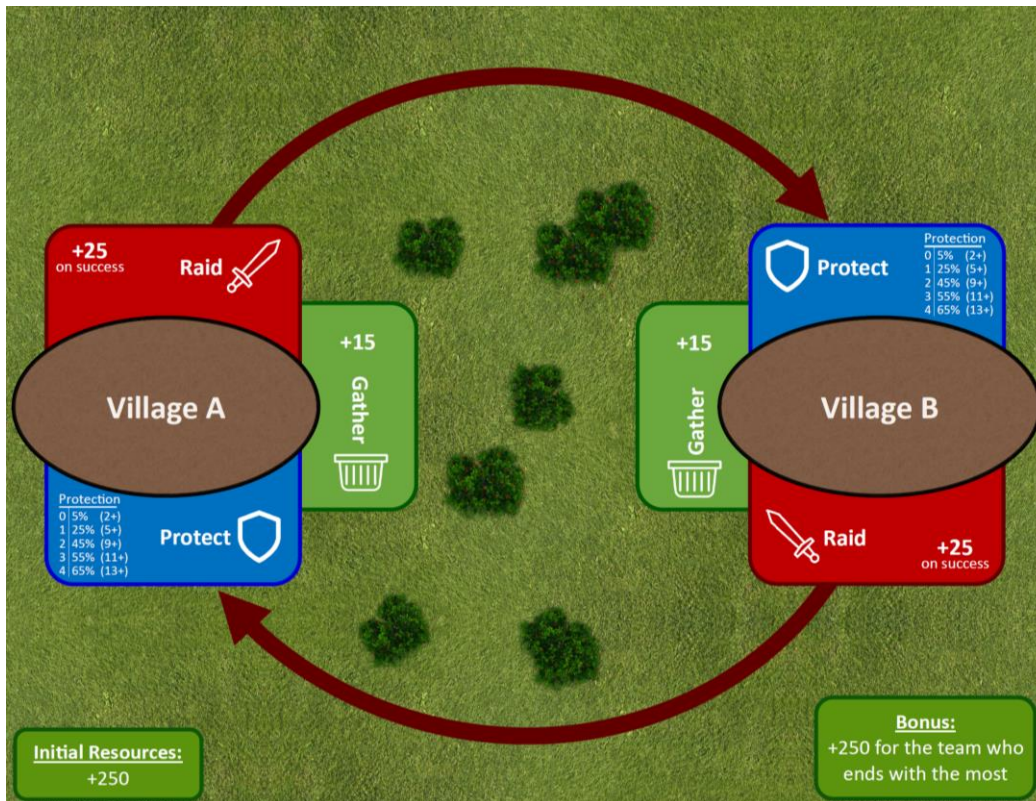 +25
on success
Raid
+15
Gather
Village A
Protection
0 5% (2+)
1 25% (5+)
2 45% (9+)
3 55% (11+)
4 65% (13+)
Protect
Protect
Protection
0 5% (2+)
1 25% (5+)
2 45% (9+)
3 55% (11+)
4 65% (13+)
+15
Gather
Village B
Raid
+25
on success
Initial Resources:
+250
Bonus:
+250 for the team who
ends with the most